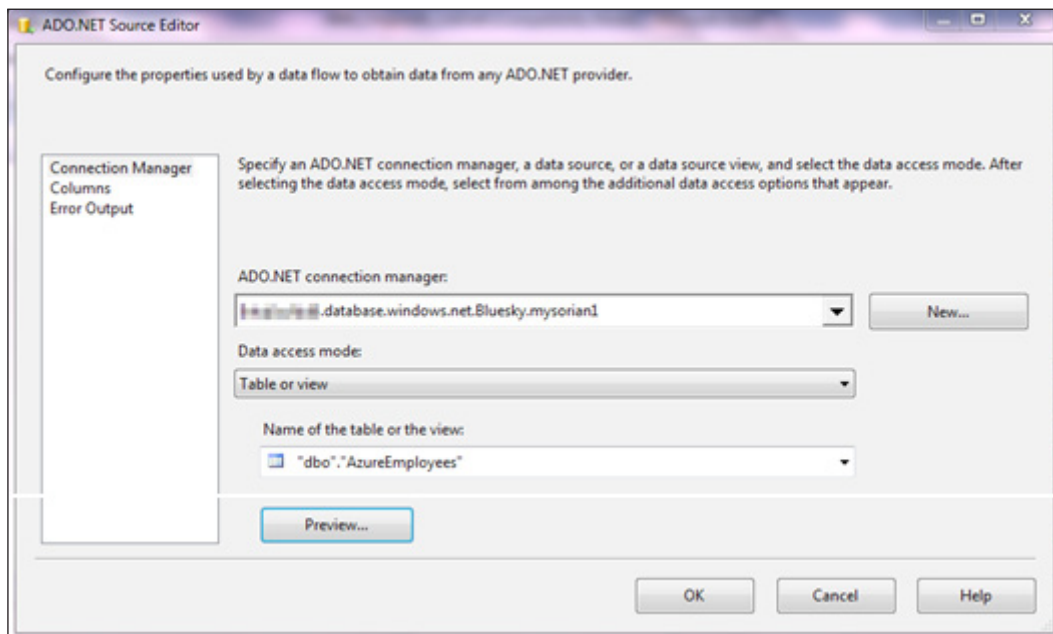 ADO.NET Source Editor
Configure the properties used by a data flow to obtain data from any ADO.NET provider.
Connection Manager
Columns
Error Output
Specify an ADO.NET connection manager, a data source, or a data source view, and select the data access mode. After
selecting the data access mode, select from among the additional data access options that appear.
ADO.NET connection manager:
.database.windows.net.Bluesky.mysorian1
New...
Data access mode:
Table or view
Name of the table or the view:
"dbo"."AzureEmployees"
Preview...
OK
Cancel
Help